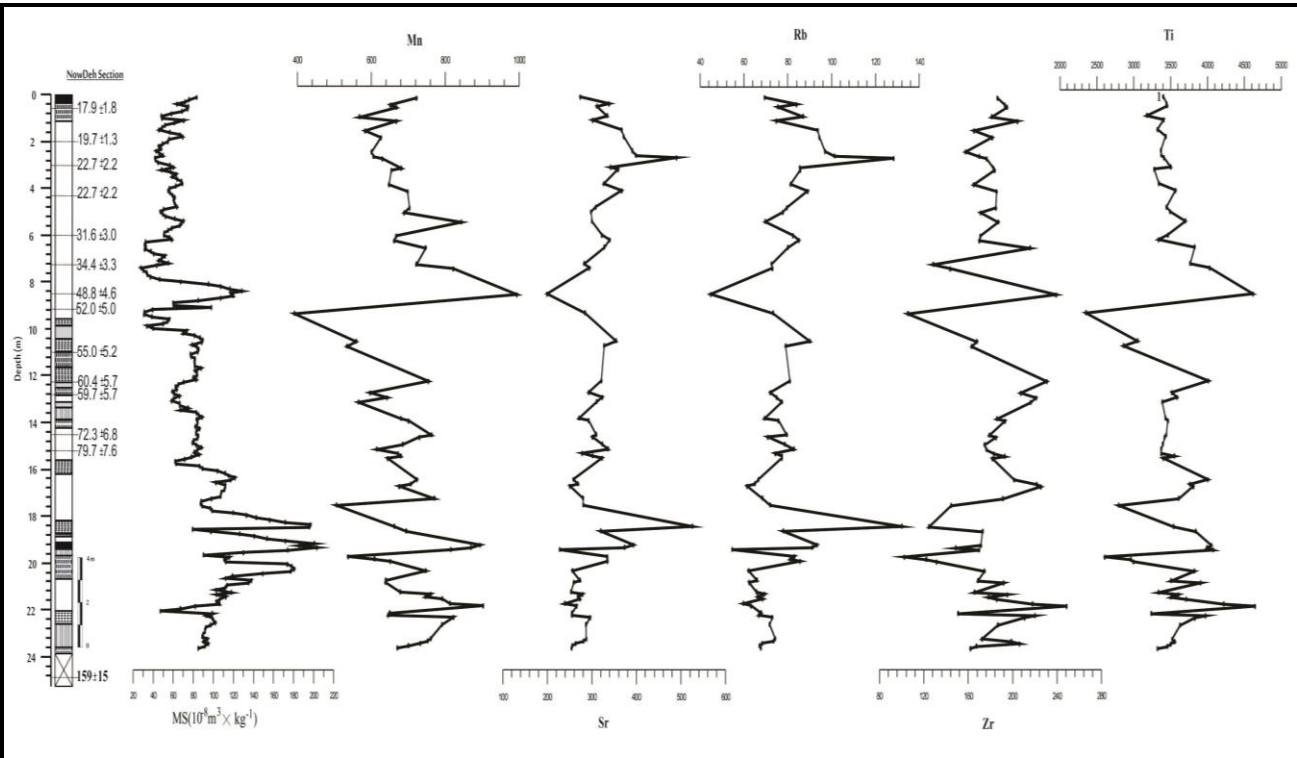 Mn
Rb
Ti
400 600 800 1000
40 60 80 100 120 140
2000 2500 3000 3500 4000 4500 5000
NowDeh Section
0
17.9 ±1.8
2
19.7 ±1.3
22.7 ±2.2
4
22.7 ±2.2
6
31.6 ±3.0
34.4 ±3.3
8
48.8 ±4.6
52.0 ±5.0
10
55.0 ±5.2
12
60.4 ±5.7
59.7 ±5.7
14
72.3 ±6.8
79.7 ±7.6
16
18
20
22
24
159±15
Depth (m)
4m
2
0
1
20 40 60 80 100 120 140 160 180 200 220
MS(10⁻⁸m³× kg⁻¹)
100 200 300 400 500 600
Sr
80 120 160 200 240 280
Zr